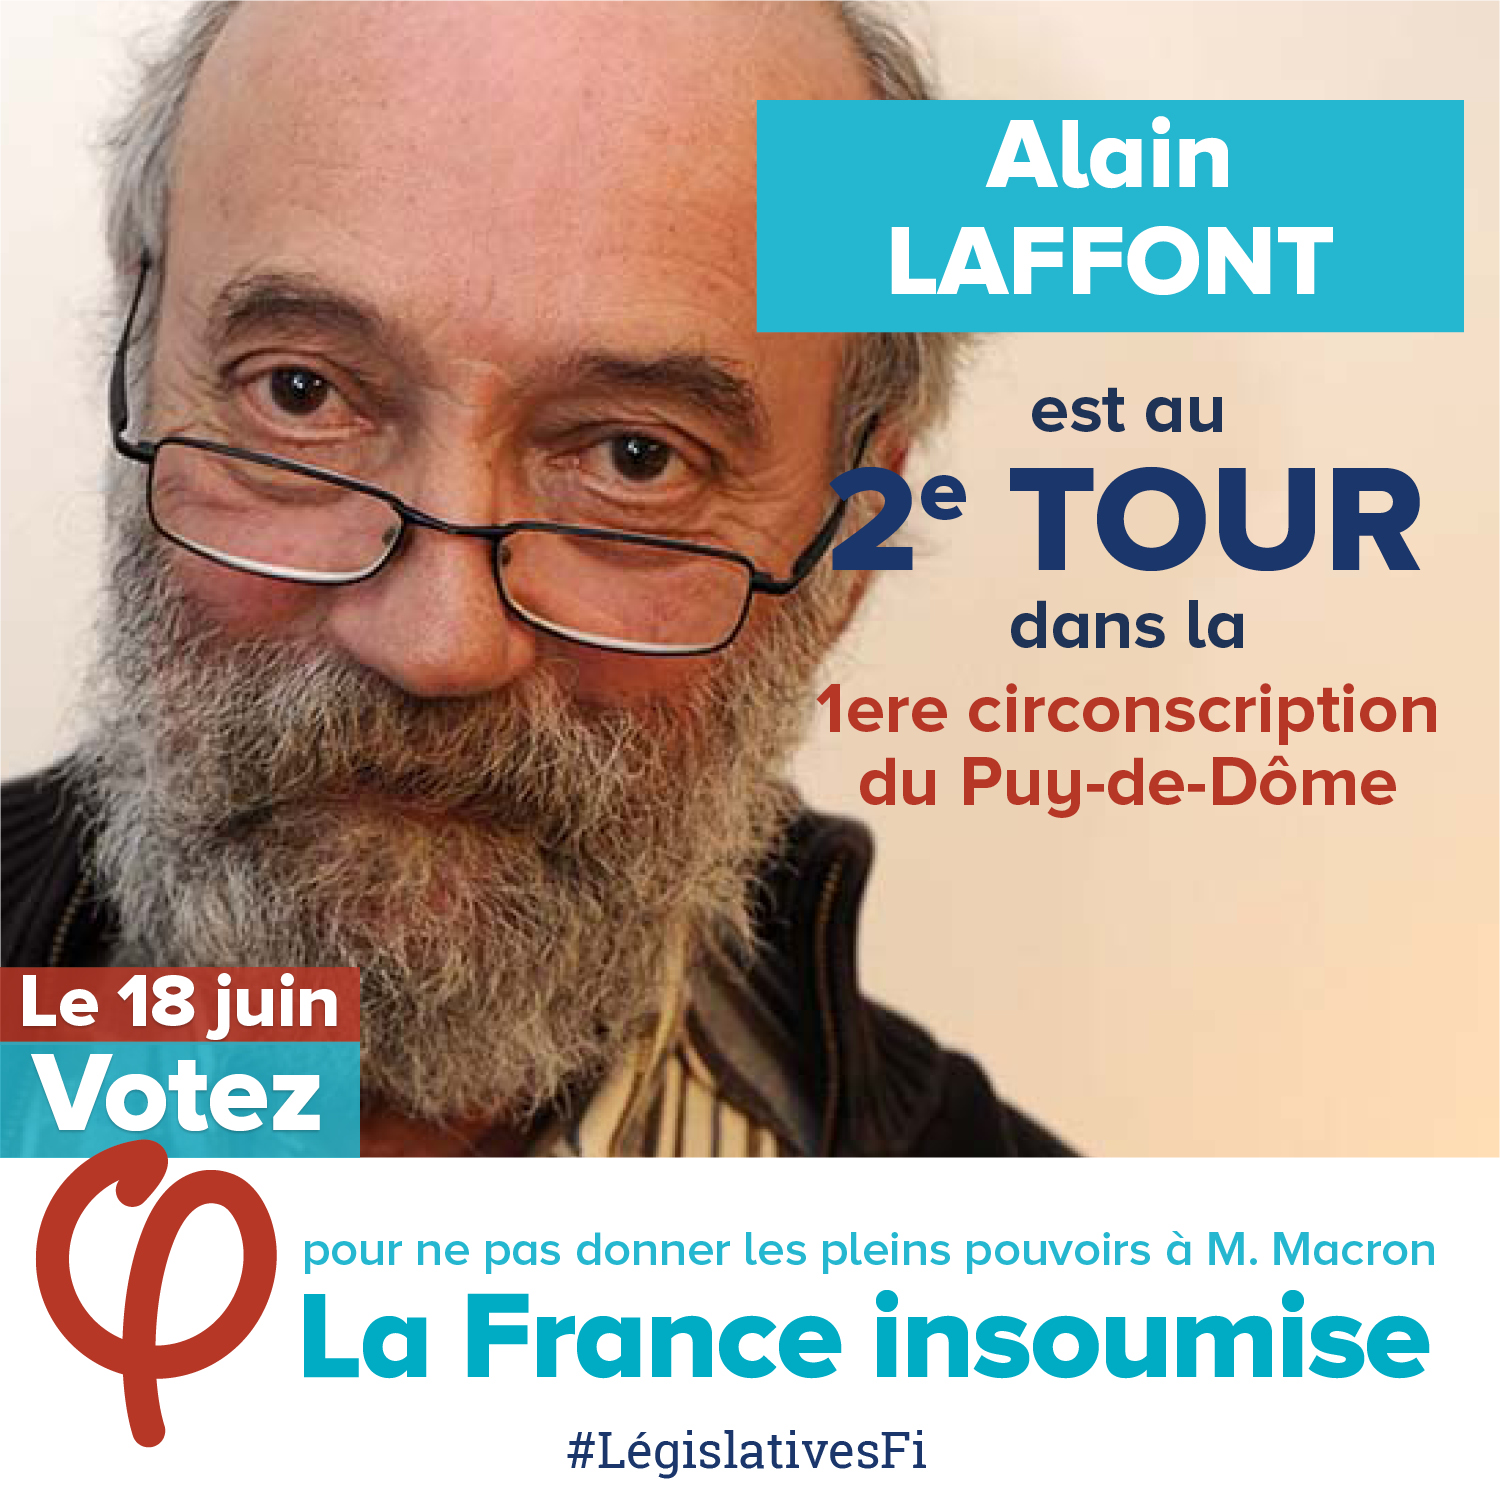 Alain
LAFFONT
est au
2e TOUR
dans la
1ere circonscription
du Puy-de-Dôme
Le 18 juin
Votez
φ
pour ne pas donner les pleins pouvoirs à M. Macron
La France insoumise
#LégislativesFi